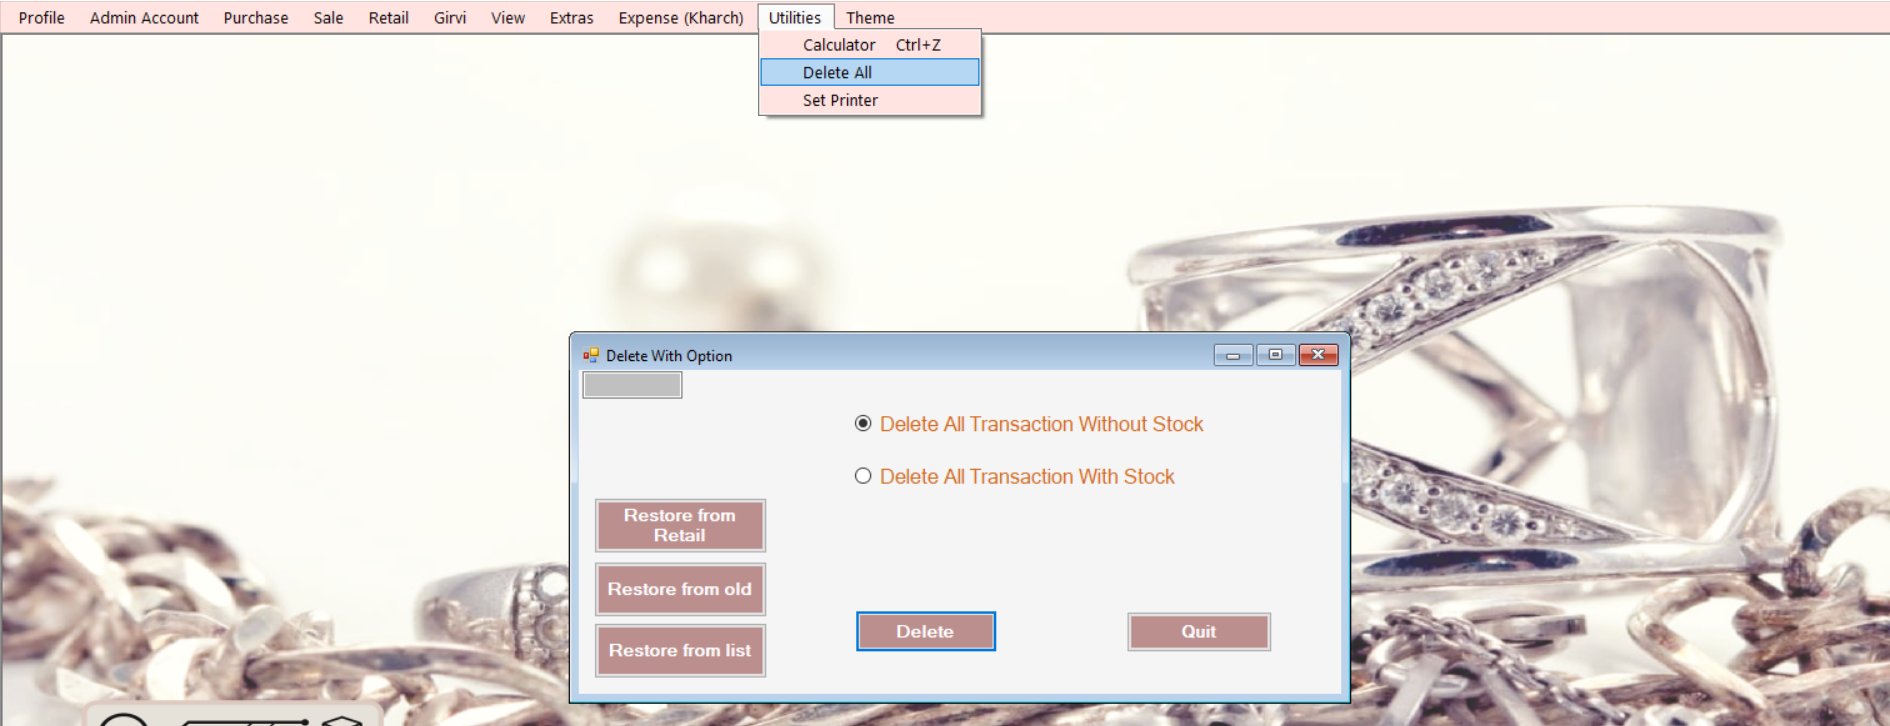 Profile Admin Account Purchase Sale Retail Girvi View Extras Expense (Kharch) Utilities Theme
Calculator Ctrl+Z
Delete All
Set Printer
Delete With Option
Delete All Transaction Without Stock
Delete All Transaction With Stock
Restore from
Retail
Restore from old
Restore from list
Delete
Quit